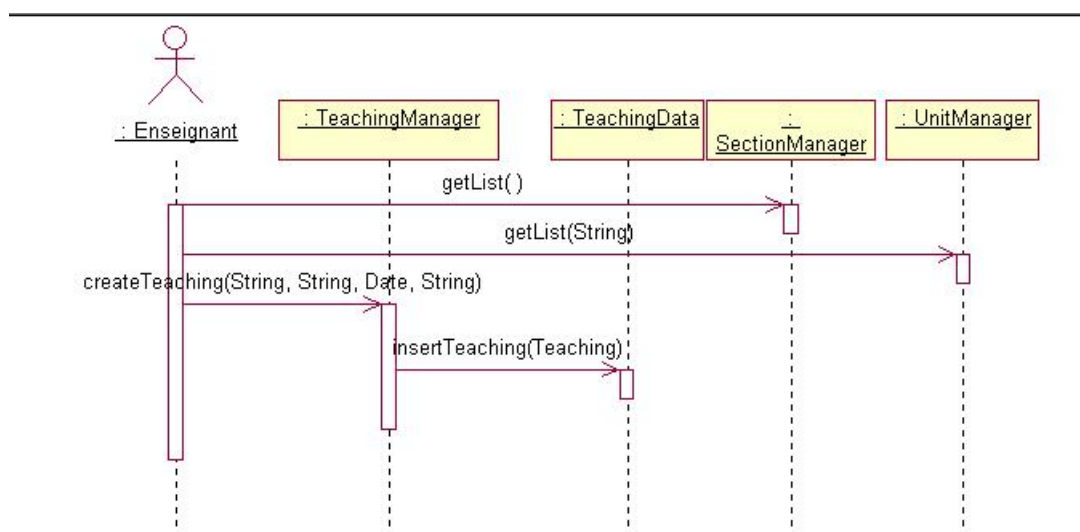 : Enseignant
: TeachingManager
: TeachingData
:
SectionManager
: UnitManager
getList( )
getList(String)
createTeaching(String, String, Date, String)
insertTeaching(Teaching)